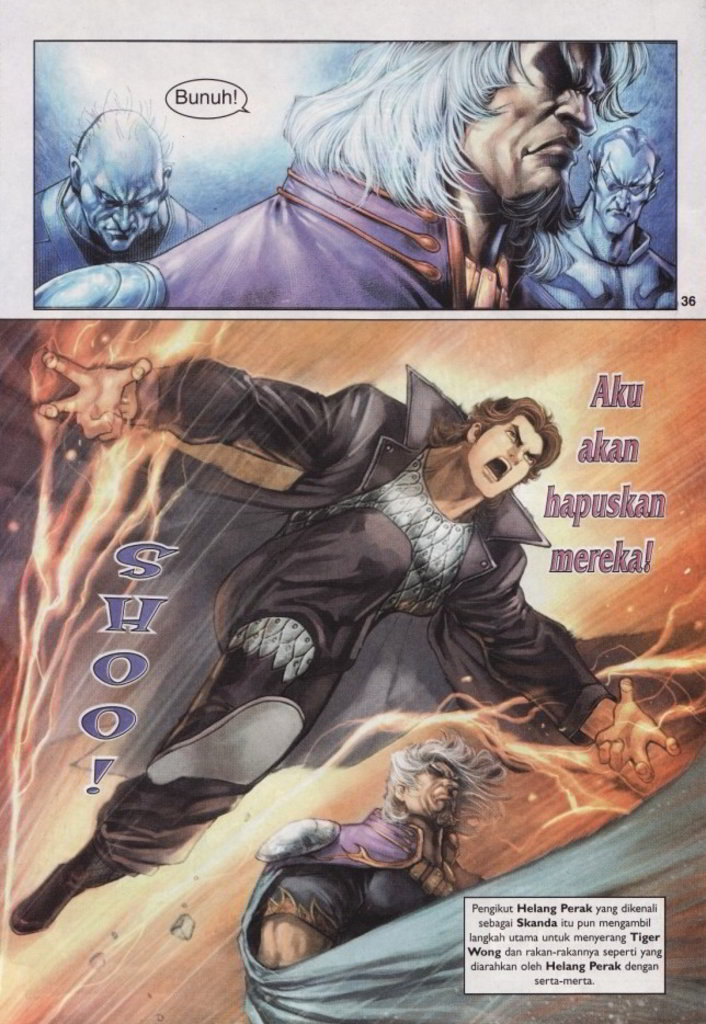 Bunuh!
36
Aku
akan
hapuskan
mereka!
SHOO!
Pengikut Helang Perak yang dikenali
sebagai Skanda itu pun mengambil
langkah utama untuk menyerang Tiger
Wong dan rakan-rakannya seperti yang
diarahkan oleh Helang Perak dengan
serta-merta.